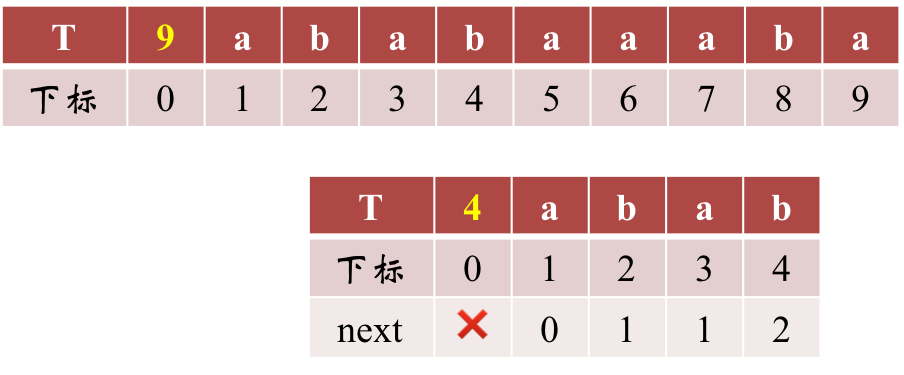 T 9 a b a b a a a b a
下标 0 1 2 3 4 5 6 7 8 9
T 4 a b a b
下标 0 1 2 3 4
next ❌ 0 1 1 2